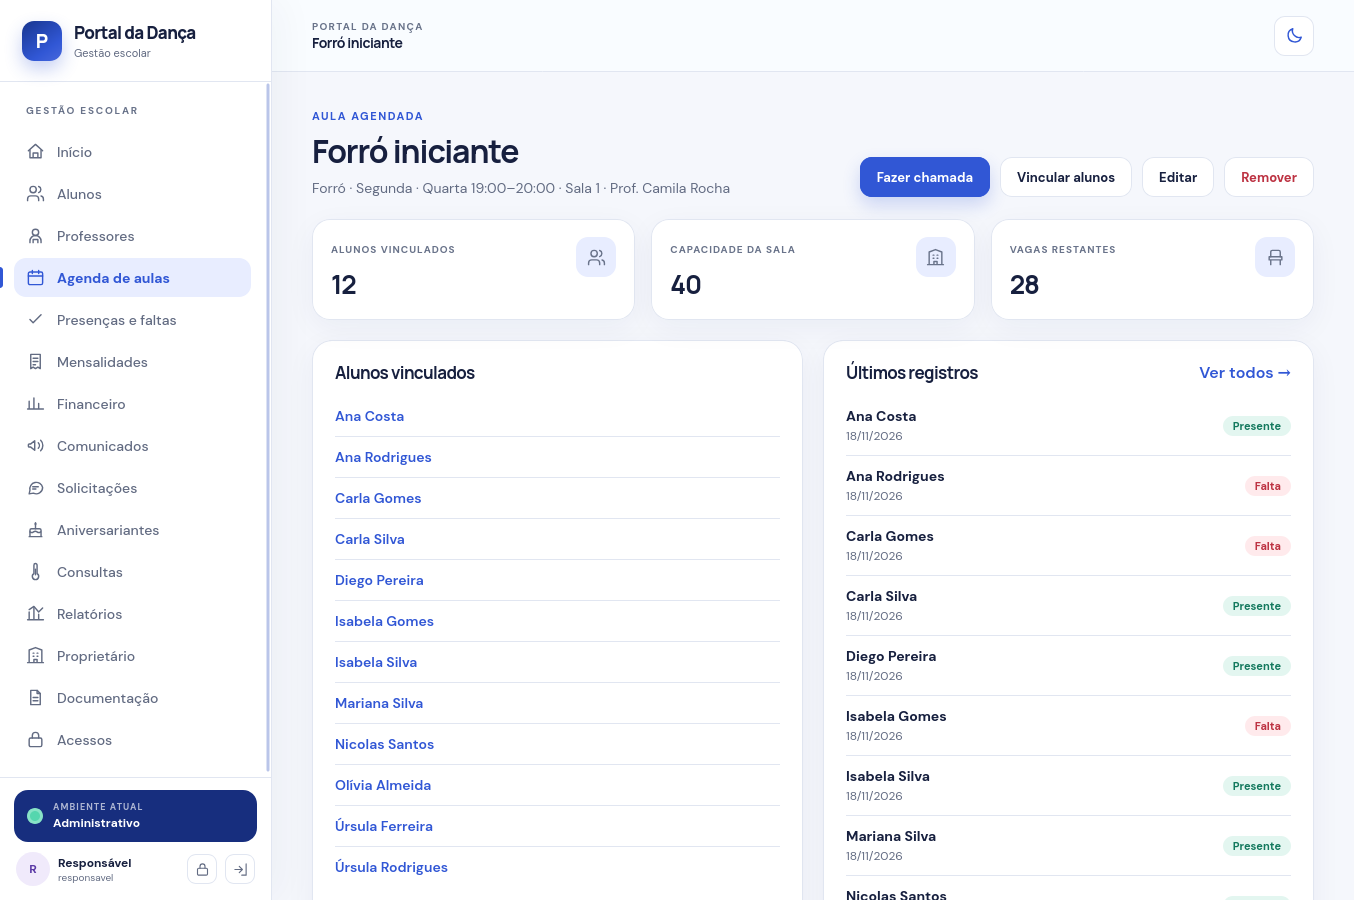 P
Portal da Dança
Gestão escolar
GESTÃO ESCOLAR
Início
Alunos
Professores
Agenda de aulas
Presenças e faltas
Mensalidades
Financeiro
Comunicados
Solicitações
Aniversariantes
Consultas
Relatórios
Proprietário
Documentação
Acessos
AMBIENTE ATUAL
Administrativo
R
Responsável
responsavel
PORTAL DA DANÇA
Forró iniciante
AULA AGENDADA
Forró iniciante
Forró · Segunda · Quarta 19:00–20:00 · Sala 1 · Prof. Camila Rocha
Fazer chamada
Vincular alunos
Editar
Remover
ALUNOS VINCULADOS
12
CAPACIDADE DA SALA
40
VAGAS RESTANTES
28
Alunos vinculados
Ana Costa
Ana Rodrigues
Carla Gomes
Carla Silva
Diego Pereira
Isabela Gomes
Isabela Silva
Mariana Silva
Nicolas Santos
Olívia Almeida
Úrsula Ferreira
Úrsula Rodrigues
Últimos registros
Ver todos →
Ana Costa
18/11/2026
Presente
Ana Rodrigues
18/11/2026
Falta
Carla Gomes
18/11/2026
Falta
Carla Silva
18/11/2026
Presente
Diego Pereira
18/11/2026
Presente
Isabela Gomes
18/11/2026
Falta
Isabela Silva
18/11/2026
Presente
Mariana Silva
18/11/2026
Presente
Nicolas Santos